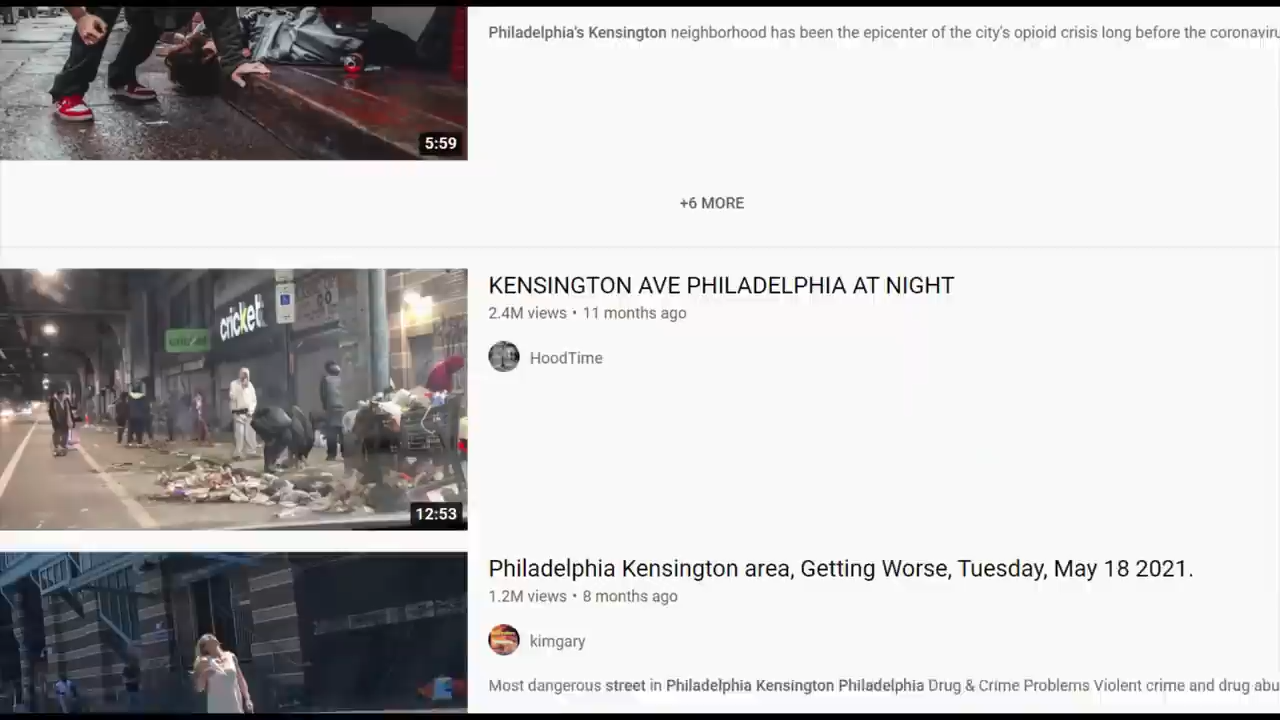 Philadelphia's Kensington neighborhood has been the epicenter of the city's opioid crisis long before the coronaviru
5:59
+6 MORE
cricket
KENSINGTON AVE PHILADELPHIA AT NIGHT
2.4M views • 11 months ago
HoodTime
12:53
Philadelphia Kensington area, Getting Worse, Tuesday, May 18 2021.
1.2M views • 8 months ago
kimgary
Most dangerous street in Philadelphia Kensington Philadelphia Drug & Crime Problems Violent crime and drug abu